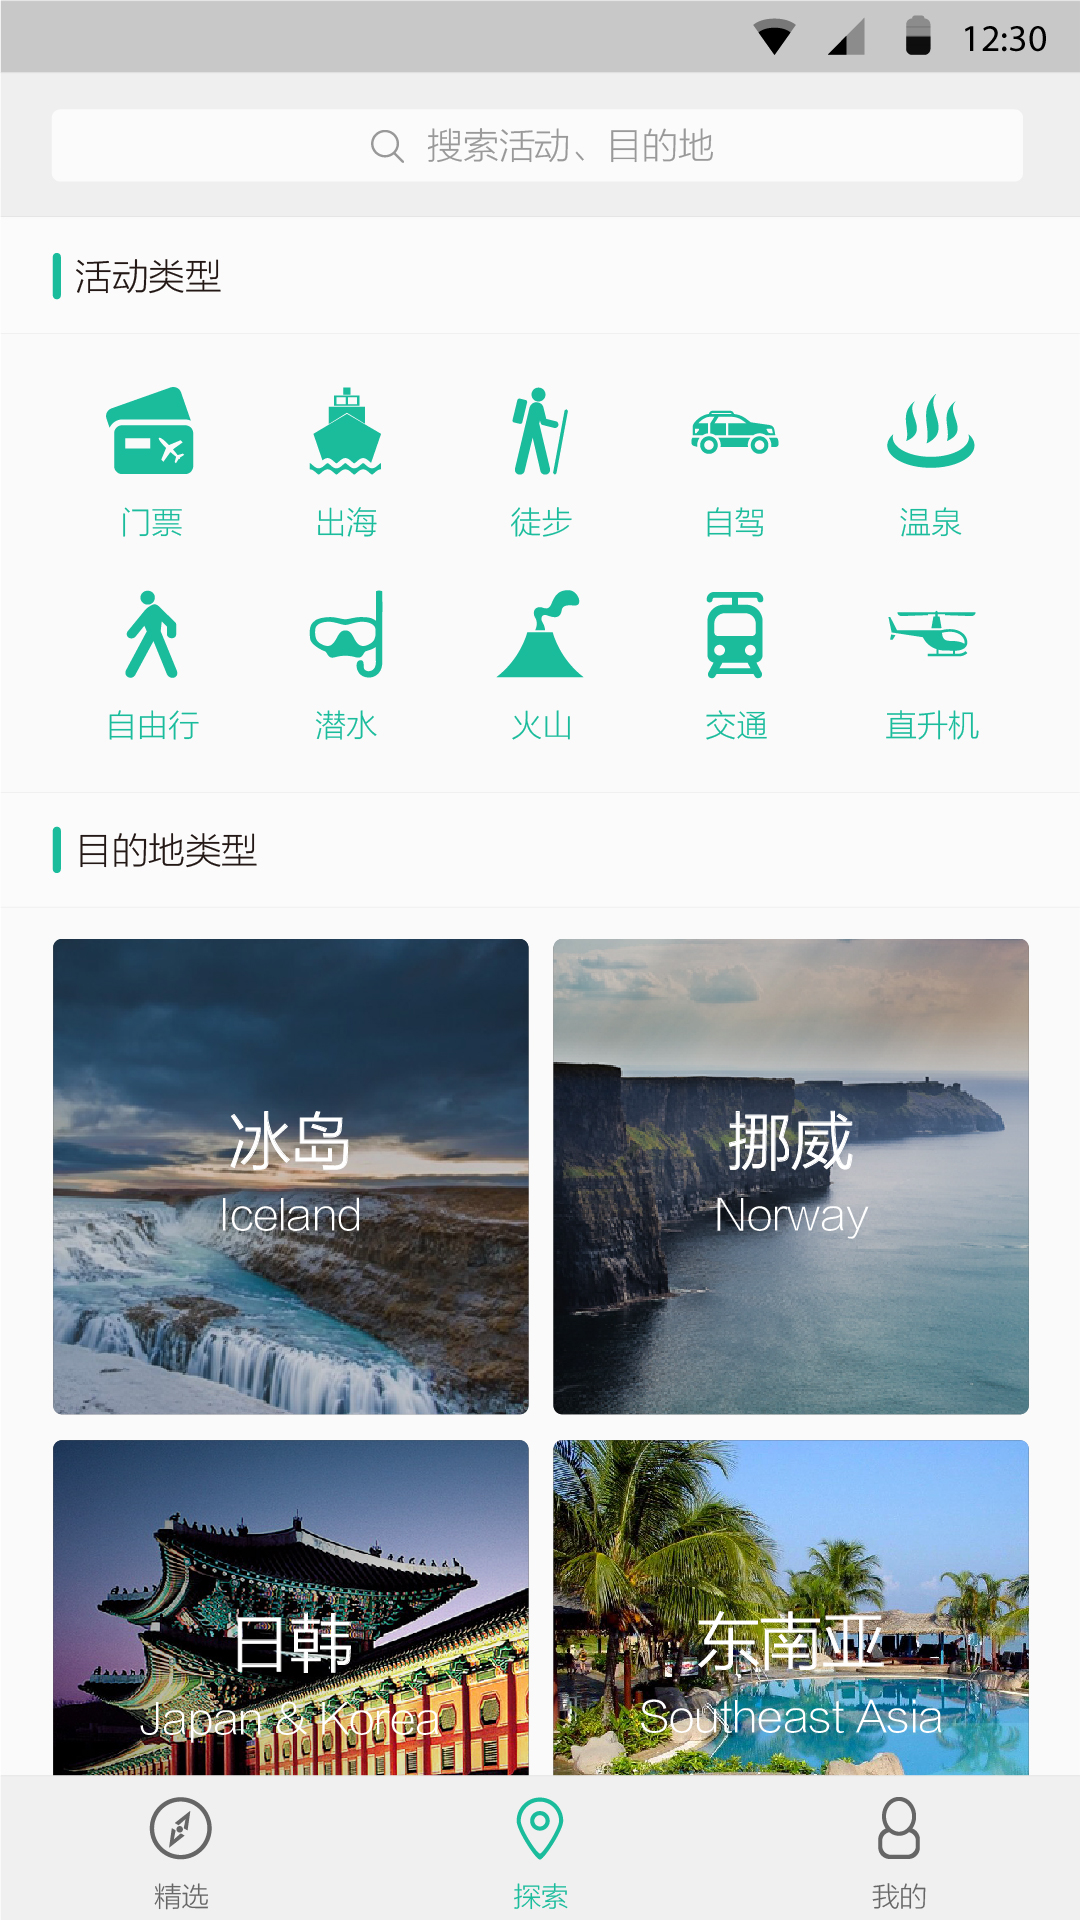 12:30
搜索活动、目的地
活动类型
门票 出海 徒步 自驾 温泉
自由行 潜水 火山 交通 直升机
目的地类型
冰岛 挪威
Iceland Norway
日韩 东南亚
Japan & Korea Southeast Asia
精选 探索 我的